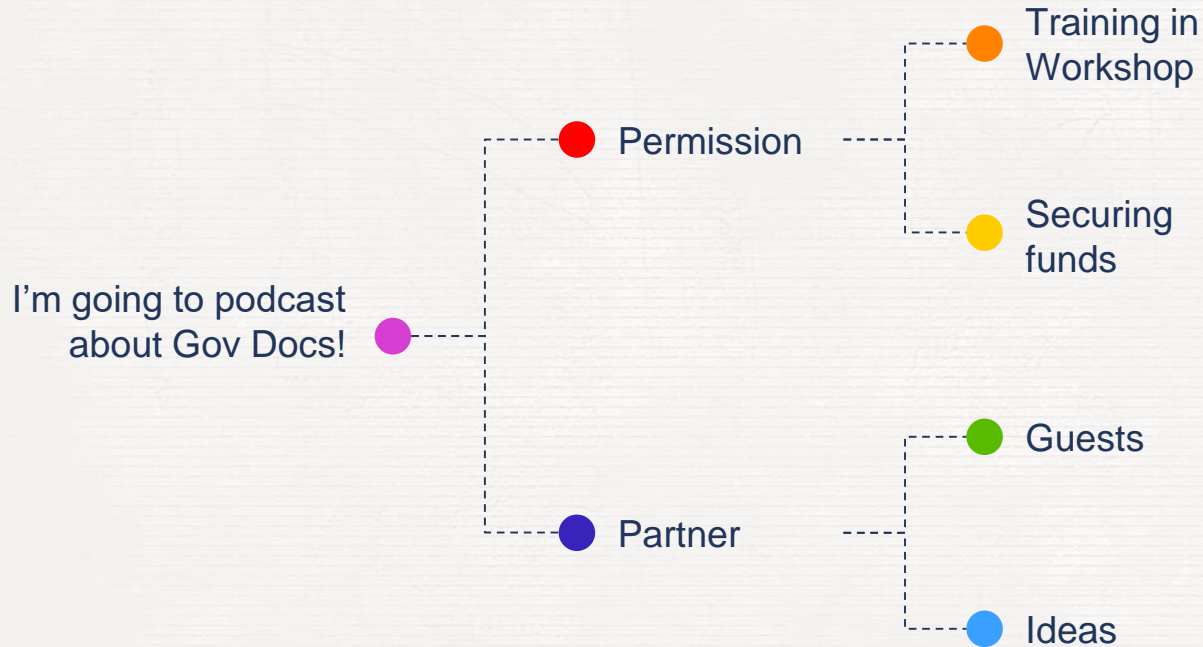 Training in
Workshop
Permission
Securing
funds
I'm going to podcast
about Gov Docs!
Guests
Partner
Ideas